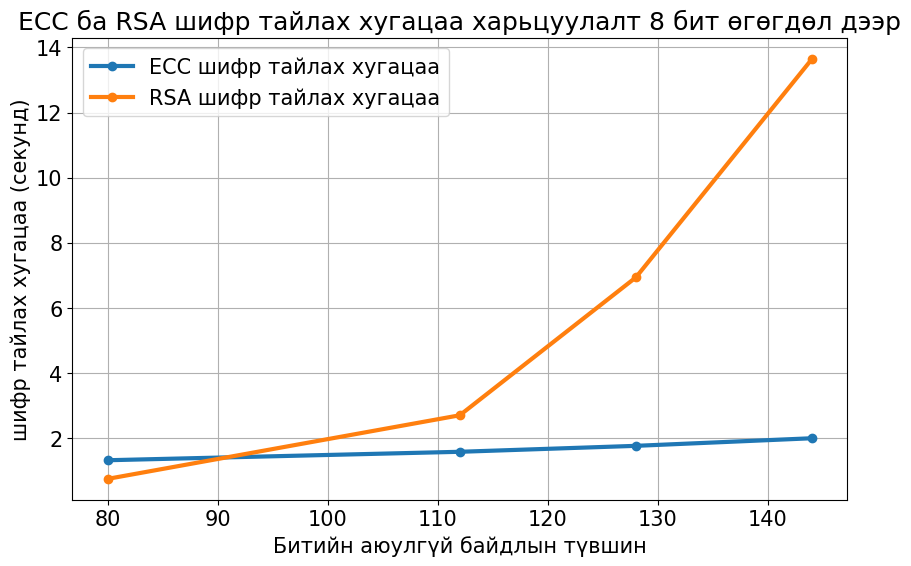 ECC ба RSA шифр тайлах хугацаа харьцуулалт 8 бит өгөгдөл дээр
ECC шифр тайлах хугацаа
RSA шифр тайлах хугацаа
шифр тайлах хугацаа (секунд)
14
12
10
8
6
4
2
80 90 100 110 120 130 140
Битийн аюулгүй байдлын түвшин